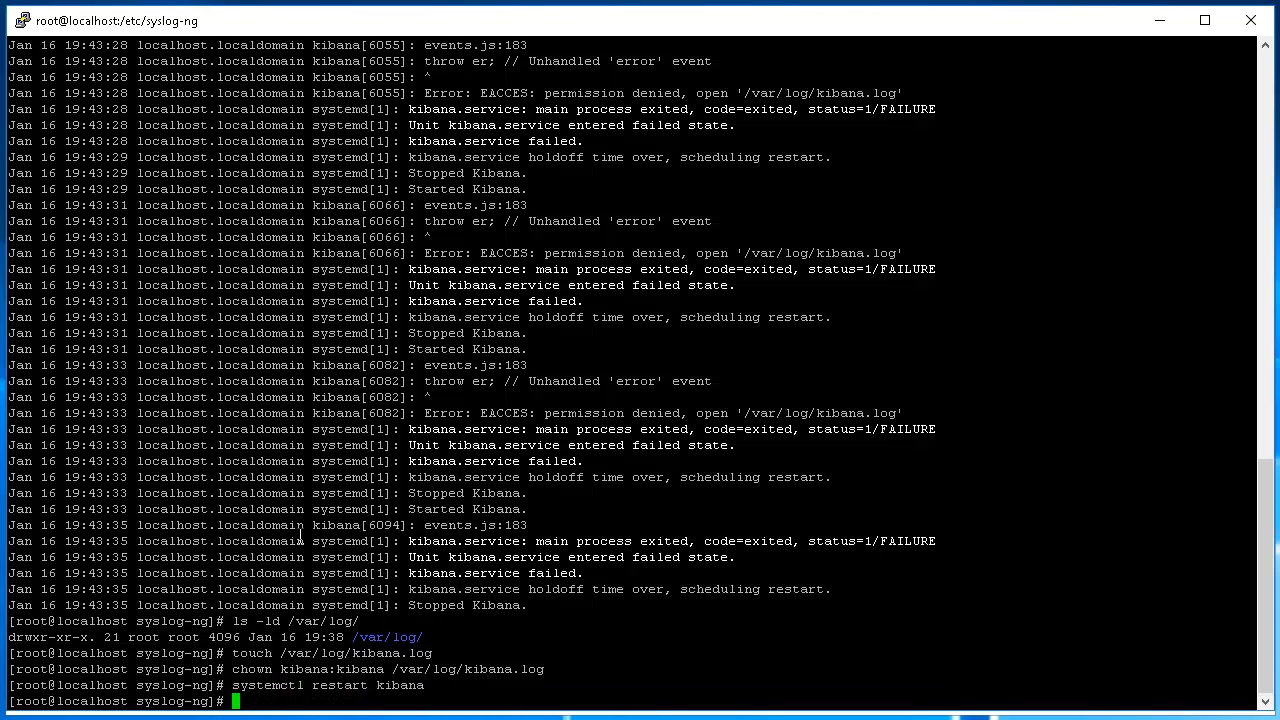 root@localhost:/etc/syslog-ng
Jan 16 19:43:28 localhost.localdomain kibana[6055]: events.js:183
Jan 16 19:43:28 localhost.localdomain kibana[6055]: throw er; // Unhandled 'error' event
Jan 16 19:43:28 localhost.localdomain kibana[6055]: ^
Jan 16 19:43:28 localhost.localdomain kibana[6055]: Error: EACCES: permission denied, open '/var/log/kibana.log'
Jan 16 19:43:28 localhost.localdomain systemd[1]: kibana.service: main process exited, code=exited, status=1/FAILURE
Jan 16 19:43:28 localhost.localdomain systemd[1]: Unit kibana.service entered failed state.
Jan 16 19:43:28 localhost.localdomain systemd[1]: kibana.service failed.
Jan 16 19:43:29 localhost.localdomain systemd[1]: kibana.service holdoff time over, scheduling restart.
Jan 16 19:43:29 localhost.localdomain systemd[1]: Stopped Kibana.
Jan 16 19:43:29 localhost.localdomain systemd[1]: Started Kibana.
Jan 16 19:43:31 localhost.localdomain kibana[6066]: events.js:183
Jan 16 19:43:31 localhost.localdomain kibana[6066]: throw er; // Unhandled 'error' event
Jan 16 19:43:31 localhost.localdomain kibana[6066]: ^
Jan 16 19:43:31 localhost.localdomain kibana[6066]: Error: EACCES: permission denied, open '/var/log/kibana.log'
Jan 16 19:43:31 localhost.localdomain systemd[1]: kibana.service: main process exited, code=exited, status=1/FAILURE
Jan 16 19:43:31 localhost.localdomain systemd[1]: Unit kibana.service entered failed state.
Jan 16 19:43:31 localhost.localdomain systemd[1]: kibana.service failed.
Jan 16 19:43:31 localhost.localdomain systemd[1]: kibana.service holdoff time over, scheduling restart.
Jan 16 19:43:31 localhost.localdomain systemd[1]: Stopped Kibana.
Jan 16 19:43:31 localhost.localdomain systemd[1]: Started Kibana.
Jan 16 19:43:33 localhost.localdomain kibana[6082]: events.js:183
Jan 16 19:43:33 localhost.localdomain kibana[6082]: throw er; // Unhandled 'error' event
Jan 16 19:43:33 localhost.localdomain kibana[6082]: ^
Jan 16 19:43:33 localhost.localdomain kibana[6082]: Error: EACCES: permission denied, open '/var/log/kibana.log'
Jan 16 19:43:33 localhost.localdomain systemd[1]: kibana.service: main process exited, code=exited, status=1/FAILURE
Jan 16 19:43:33 localhost.localdomain systemd[1]: Unit kibana.service entered failed state.
Jan 16 19:43:33 localhost.localdomain systemd[1]: kibana.service failed.
Jan 16 19:43:33 localhost.localdomain systemd[1]: kibana.service holdoff time over, scheduling restart.
Jan 16 19:43:33 localhost.localdomain systemd[1]: Stopped Kibana.
Jan 16 19:43:33 localhost.localdomain systemd[1]: Started Kibana.
Jan 16 19:43:35 localhost.localdomain kibana[6094]: events.js:183
Jan 16 19:43:35 localhost.localdomain systemd[1]: kibana.service: main process exited, code=exited, status=1/FAILURE
Jan 16 19:43:35 localhost.localdomain systemd[1]: Unit kibana.service entered failed state.
Jan 16 19:43:35 localhost.localdomain systemd[1]: kibana.service failed.
Jan 16 19:43:35 localhost.localdomain systemd[1]: kibana.service holdoff time over, scheduling restart.
Jan 16 19:43:35 localhost.localdomain systemd[1]: Stopped Kibana.
[root@localhost syslog-ng]# ls -ld /var/log/
drwxr-xr-x. 21 root root 4096 Jan 16 19:38 /var/log/
[root@localhost syslog-ng]# touch /var/log/kibana.log
[root@localhost syslog-ng]# chown kibana:kibana /var/log/kibana.log
[root@localhost syslog-ng]# systemctl restart kibana
[root@localhost syslog-ng]#